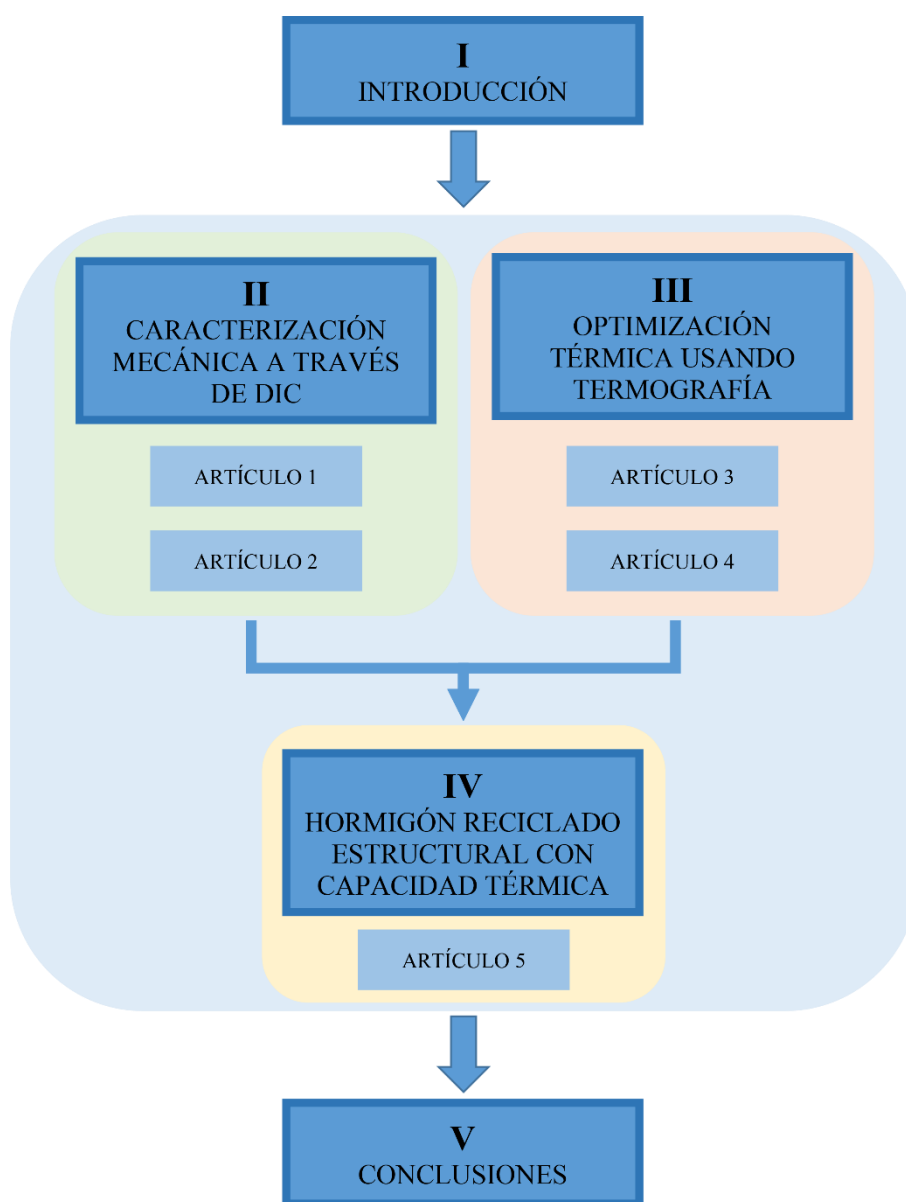 I
INTRODUCCIÓN
II
CARACTERIZACIÓN
MECÁNICA A TRAVÉS
DE DIC
ARTÍCULO 1
ARTÍCULO 2
III
OPTIMIZACIÓN
TÉRMICA USANDO
TERMOGRAFÍA
ARTÍCULO 3
ARTÍCULO 4
IV
HORMIGÓN RECICLADO
ESTRUCTURAL CON
CAPACIDAD TÉRMICA
ARTÍCULO 5
V
CONCLUSIONES